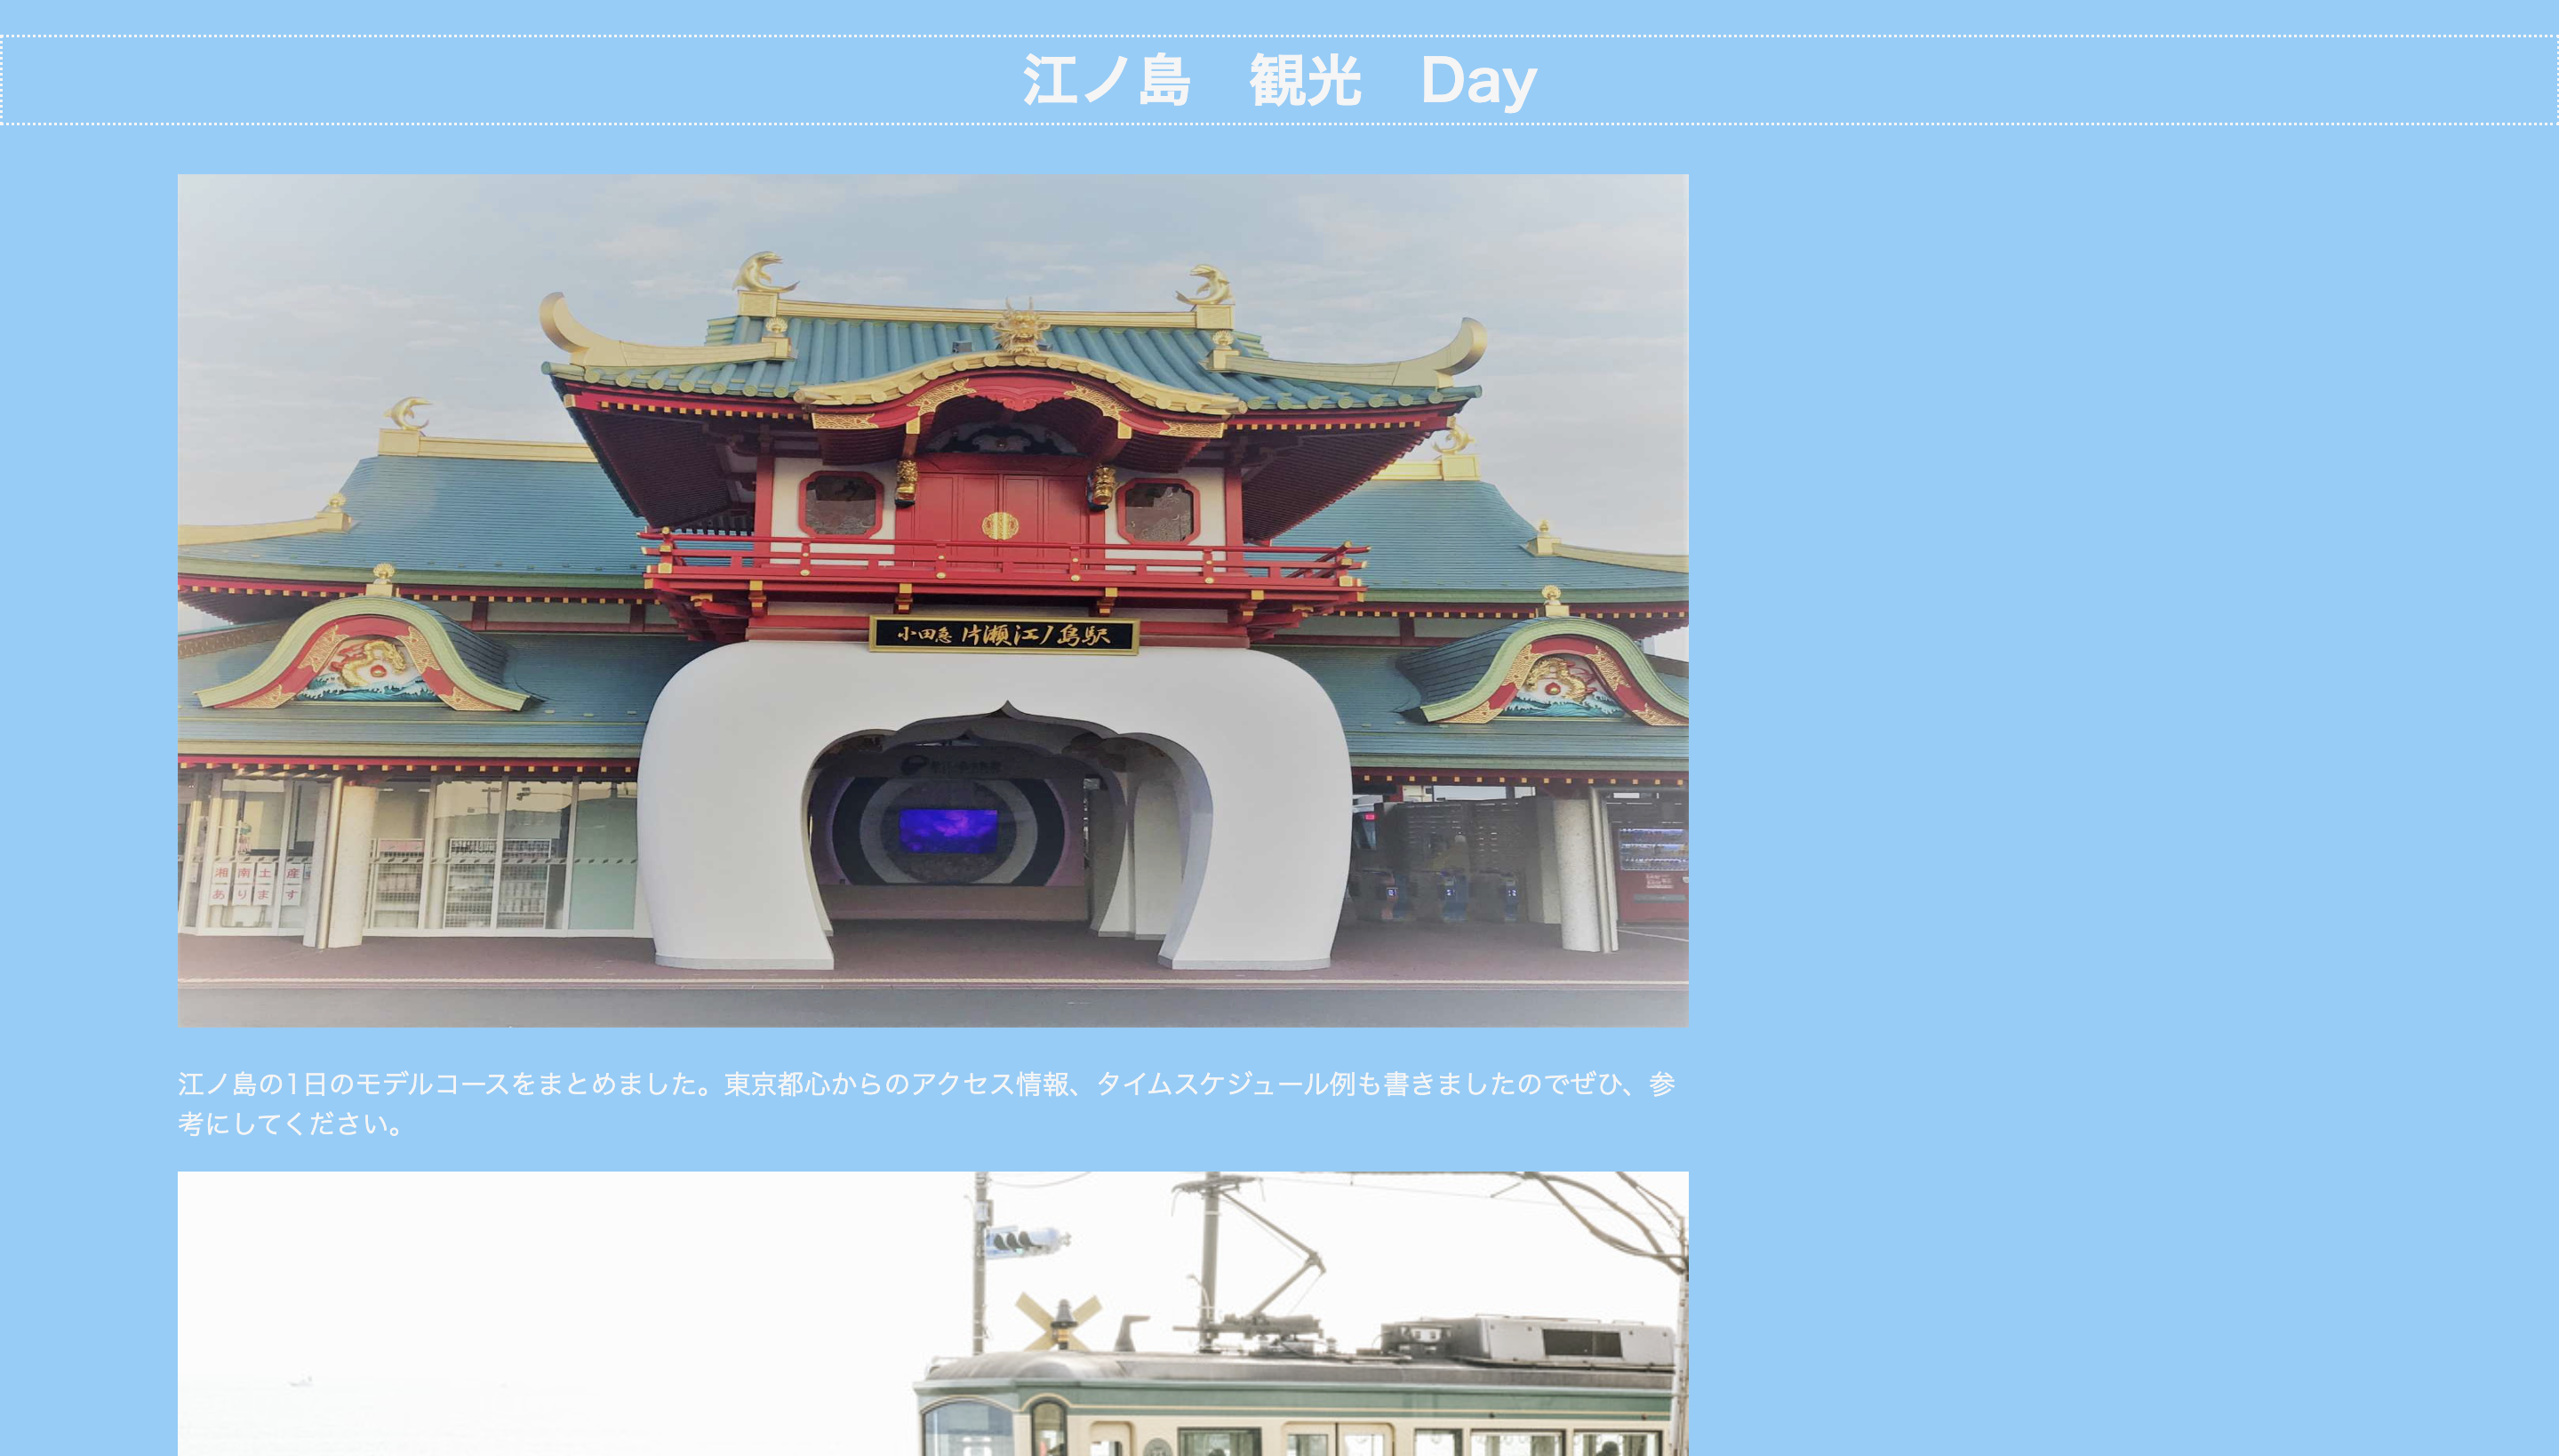 江ノ島　観光　Day
小田急 片瀬江ノ島駅
湘南土産
あります
江ノ島の1日のモデルコースをまとめました。東京都心からのアクセス情報、タイムスケジュール例も書きましたのでぜひ、参
考にしてください。